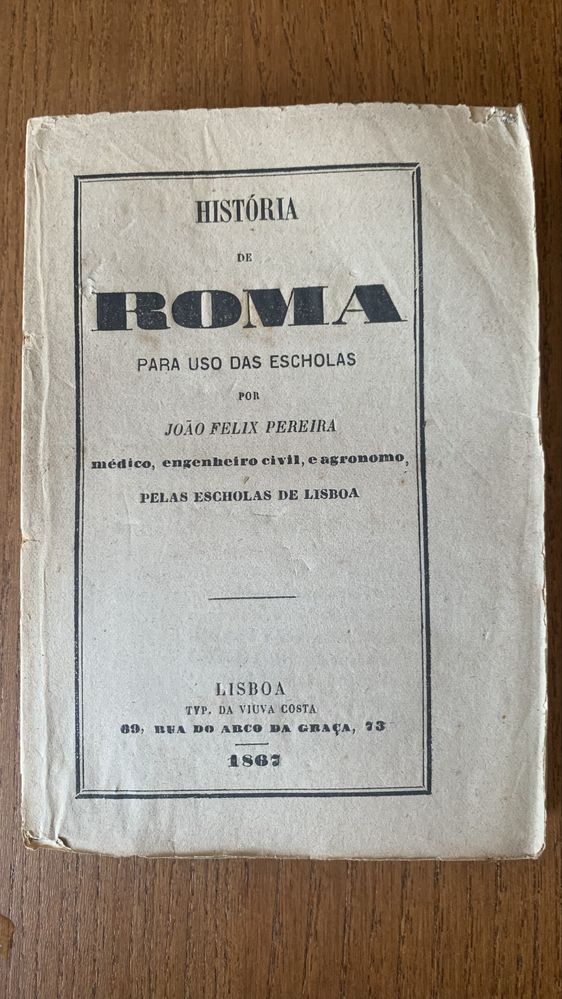 HISTÓRIA
DE
ROMA
PARA USO DAS ESCHOLAS
POR
JOÃO FELIX PEREIRA
médico, engenheiro civil, e agronomo,
PELAS ESCHOLAS DE LISBOA
LISBOA
TYP. DA VIUVA COSTA
69, RUA DO ARCO DA GRAÇA, 73
1867